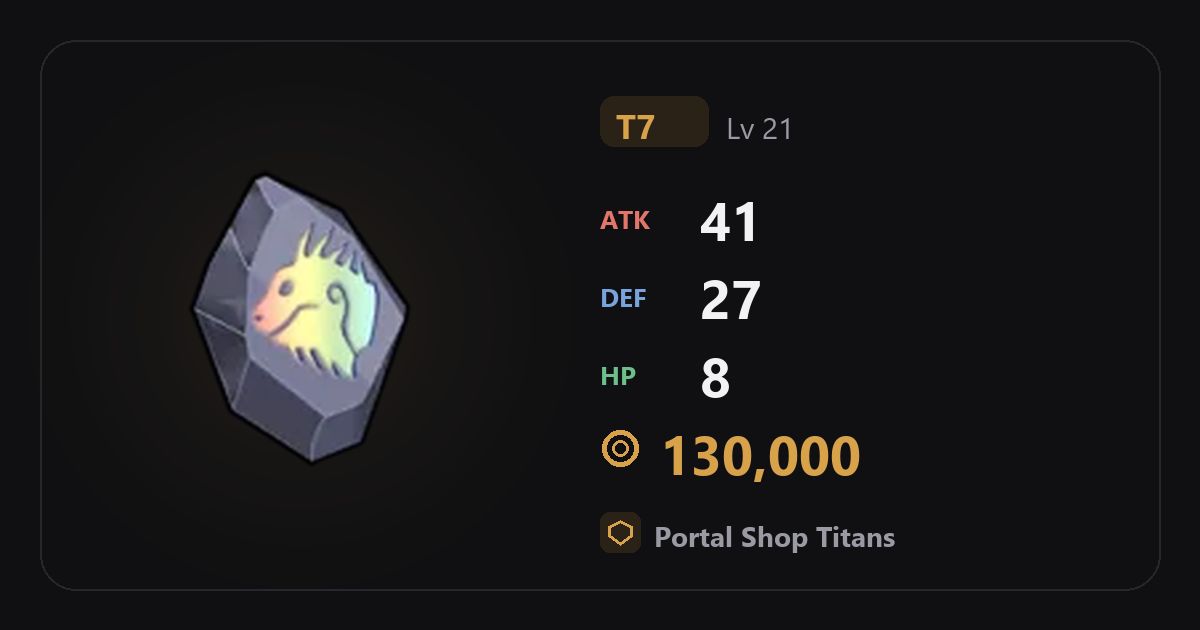 T7 Lv 21
ATK 41
DEF 27
HP 8
130,000
Portal Shop Titans